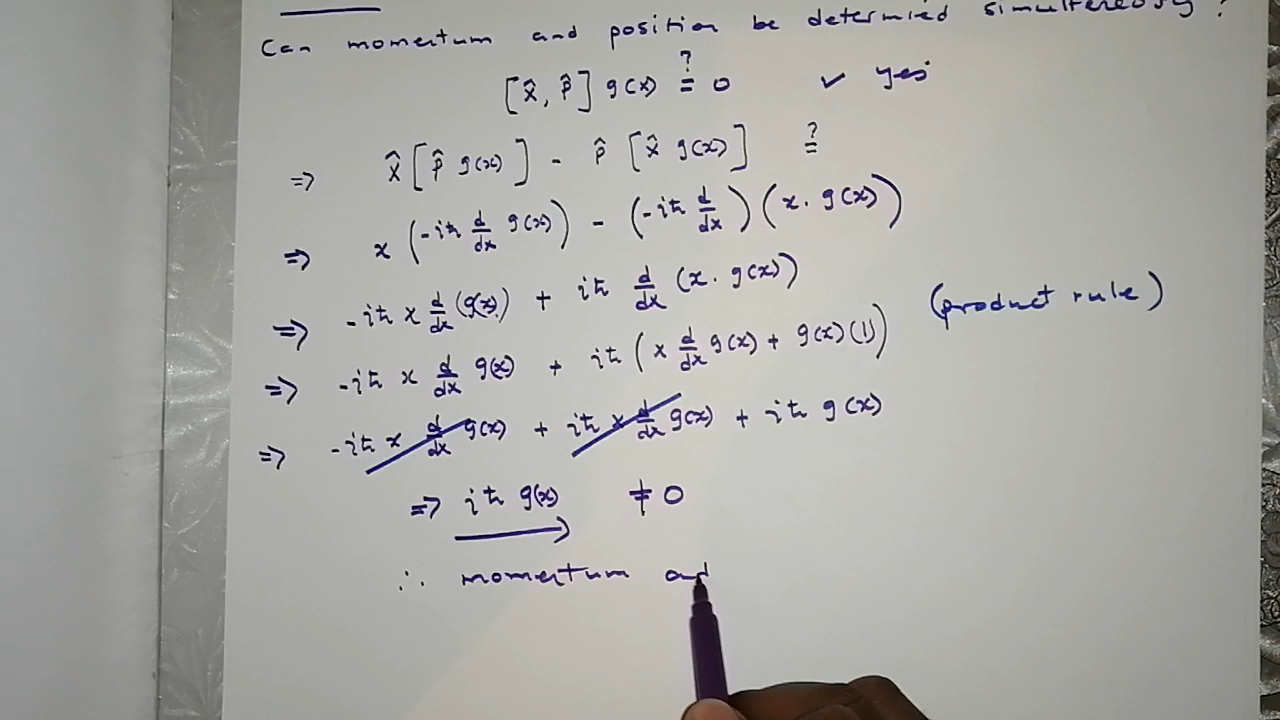 Can momentum and position be determined simultaneously?
[x̂, p̂] g(x) ≟ 0 ✓ yes
⇒ x̂ [p̂ g(x)] - p̂ [x̂ g(x)] ≟
⇒ x (-iħ d/dx g(x)) - (-iħ d/dx) (x · g(x))
⇒ -iħ x d/dx (g(x)) + iħ d/dx (x · g(x))
(product rule)
⇒ -iħ x d/dx g(x) + iħ (x d/dx g(x) + g(x)(1))
⇒ -iħ x d/dx g(x) + iħ x d/dx g(x) + iħ g(x)
⇒ iħ g(x) ≠ 0
∴ momentum and